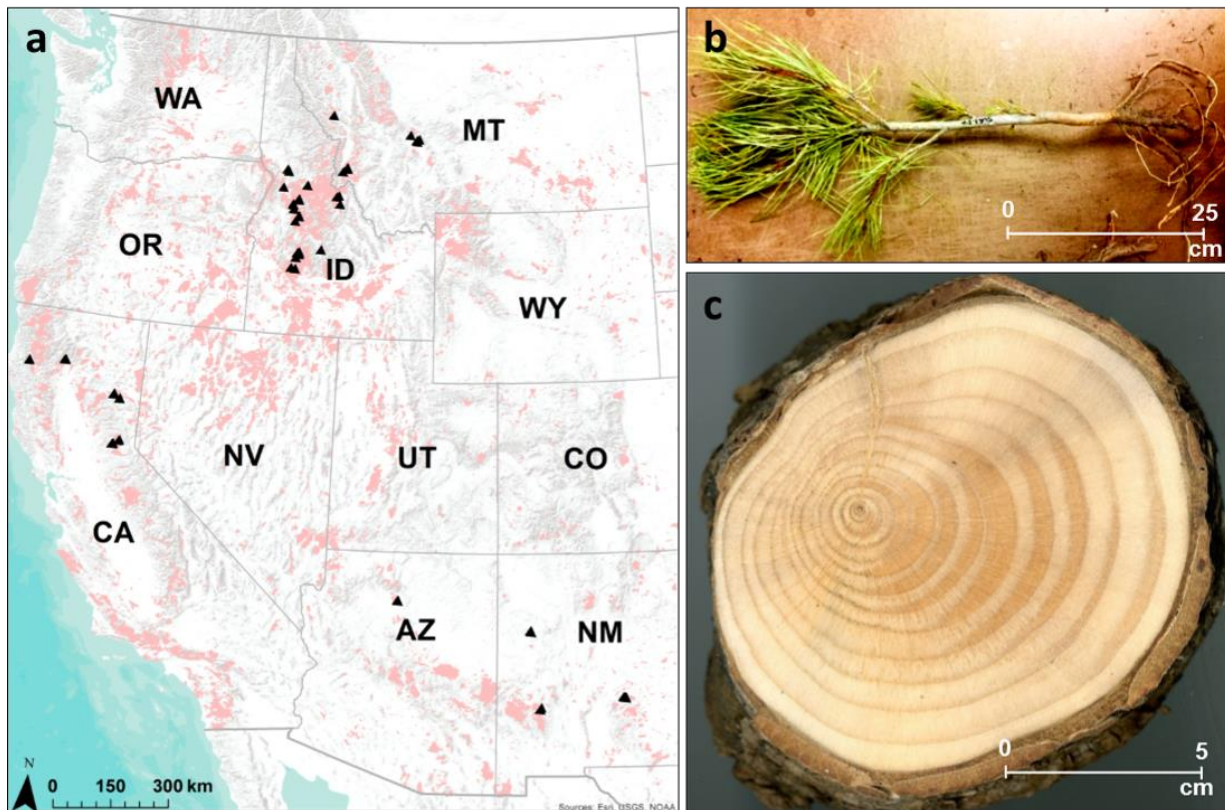 a
WA
MT
OR
ID
WY
NV
UT
CO
CA
AZ
NM
N
0 150 300 km
Sources: Esri, USGS, NOAA
b
0 25
cm
c
0 5
cm